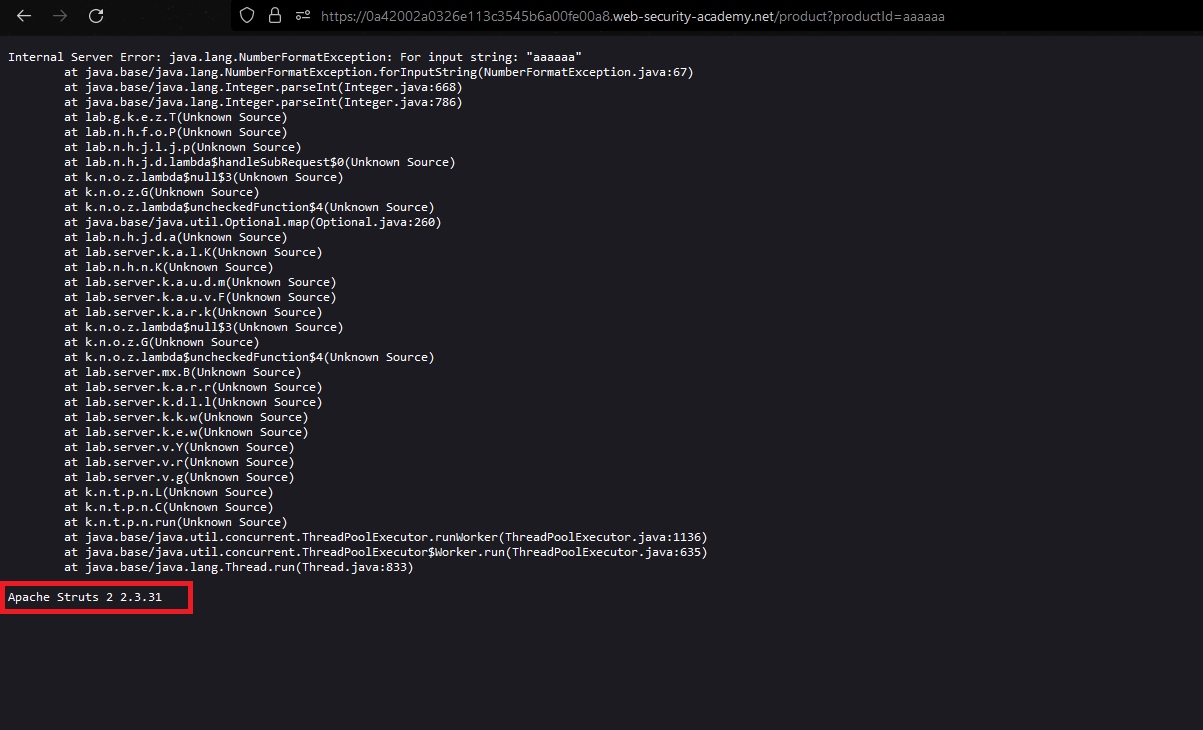 https://0a42002a0326e113c3545b6a00fe00a8.web-security-academy.net/product?productId=aaaaaa
Internal Server Error: java.lang.NumberFormatException: For input string: "aaaaaa"
at java.base/java.lang.NumberFormatException.forInputString(NumberFormatException.java:67)
at java.base/java.lang.Integer.parseInt(Integer.java:668)
at java.base/java.lang.Integer.parseInt(Integer.java:786)
at lab.g.k.e.z.T(Unknown Source)
at lab.n.h.f.o.P(Unknown Source)
at lab.n.h.j.l.j.p(Unknown Source)
at lab.n.h.j.d.lambda$handleSubRequest$0(Unknown Source)
at k.n.o.z.lambda$null$3(Unknown Source)
at k.n.o.z.G(Unknown Source)
at k.n.o.z.lambda$uncheckedFunction$4(Unknown Source)
at java.base/java.util.Optional.map(Optional.java:260)
at lab.n.h.j.d.a(Unknown Source)
at lab.server.k.a.l.K(Unknown Source)
at lab.n.h.n.K(Unknown Source)
at lab.server.k.a.u.d.m(Unknown Source)
at lab.server.k.a.u.v.F(Unknown Source)
at lab.server.k.a.r.k(Unknown Source)
at k.n.o.z.lambda$null$3(Unknown Source)
at k.n.o.z.G(Unknown Source)
at k.n.o.z.lambda$uncheckedFunction$4(Unknown Source)
at lab.server.mx.B(Unknown Source)
at lab.server.k.a.r.r(Unknown Source)
at lab.server.k.d.l.l(Unknown Source)
at lab.server.k.k.w(Unknown Source)
at lab.server.k.e.w(Unknown Source)
at lab.server.v.Y(Unknown Source)
at lab.server.v.r(Unknown Source)
at lab.server.v.g(Unknown Source)
at k.n.t.p.n.L(Unknown Source)
at k.n.t.p.n.C(Unknown Source)
at k.n.t.p.n.run(Unknown Source)
at java.base/java.util.concurrent.ThreadPoolExecutor.runWorker(ThreadPoolExecutor.java:1136)
at java.base/java.util.concurrent.ThreadPoolExecutor$Worker.run(ThreadPoolExecutor.java:635)
at java.base/java.lang.Thread.run(Thread.java:833)
Apache Struts 2 2.3.31